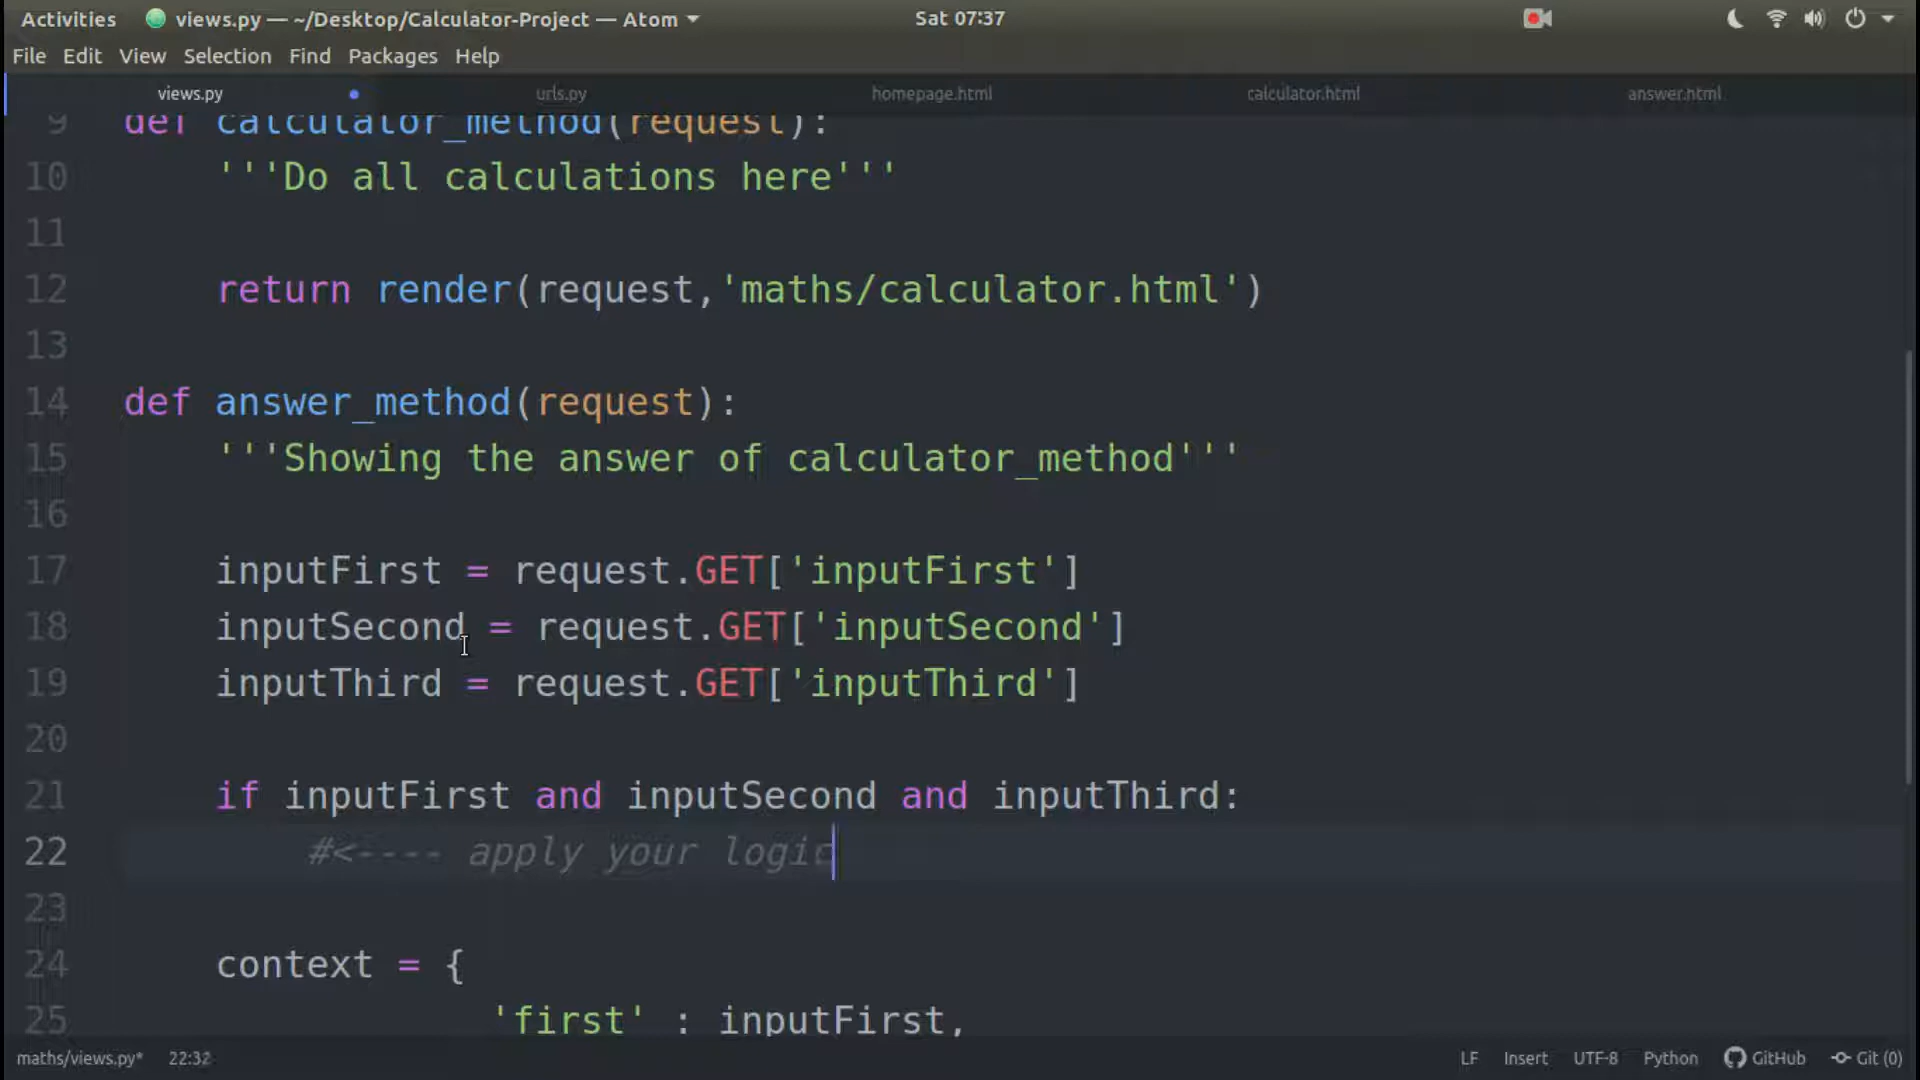 Activities views.py — ~/Desktop/Calculator-Project — Atom Sat 07:37
File Edit View Selection Find Packages Help
views.py urls.py homepage.html calculator.html answer.html
9 def calculator_method(request):
10 '''Do all calculations here'''
11
12 return render(request,'maths/calculator.html')
13
14 def answer_method(request):
15 '''Showing the answer of calculator_method'''
16
17 inputFirst = request.GET['inputFirst']
18 inputSecond = request.GET['inputSecond']
19 inputThird = request.GET['inputThird']
20
21 if inputFirst and inputSecond and inputThird:
22 #<---- apply your logic
23
24 context = {
25 'first' : inputFirst,
maths/views.py* 22:32 LF Insert UTF-8 Python GitHub Git (0)